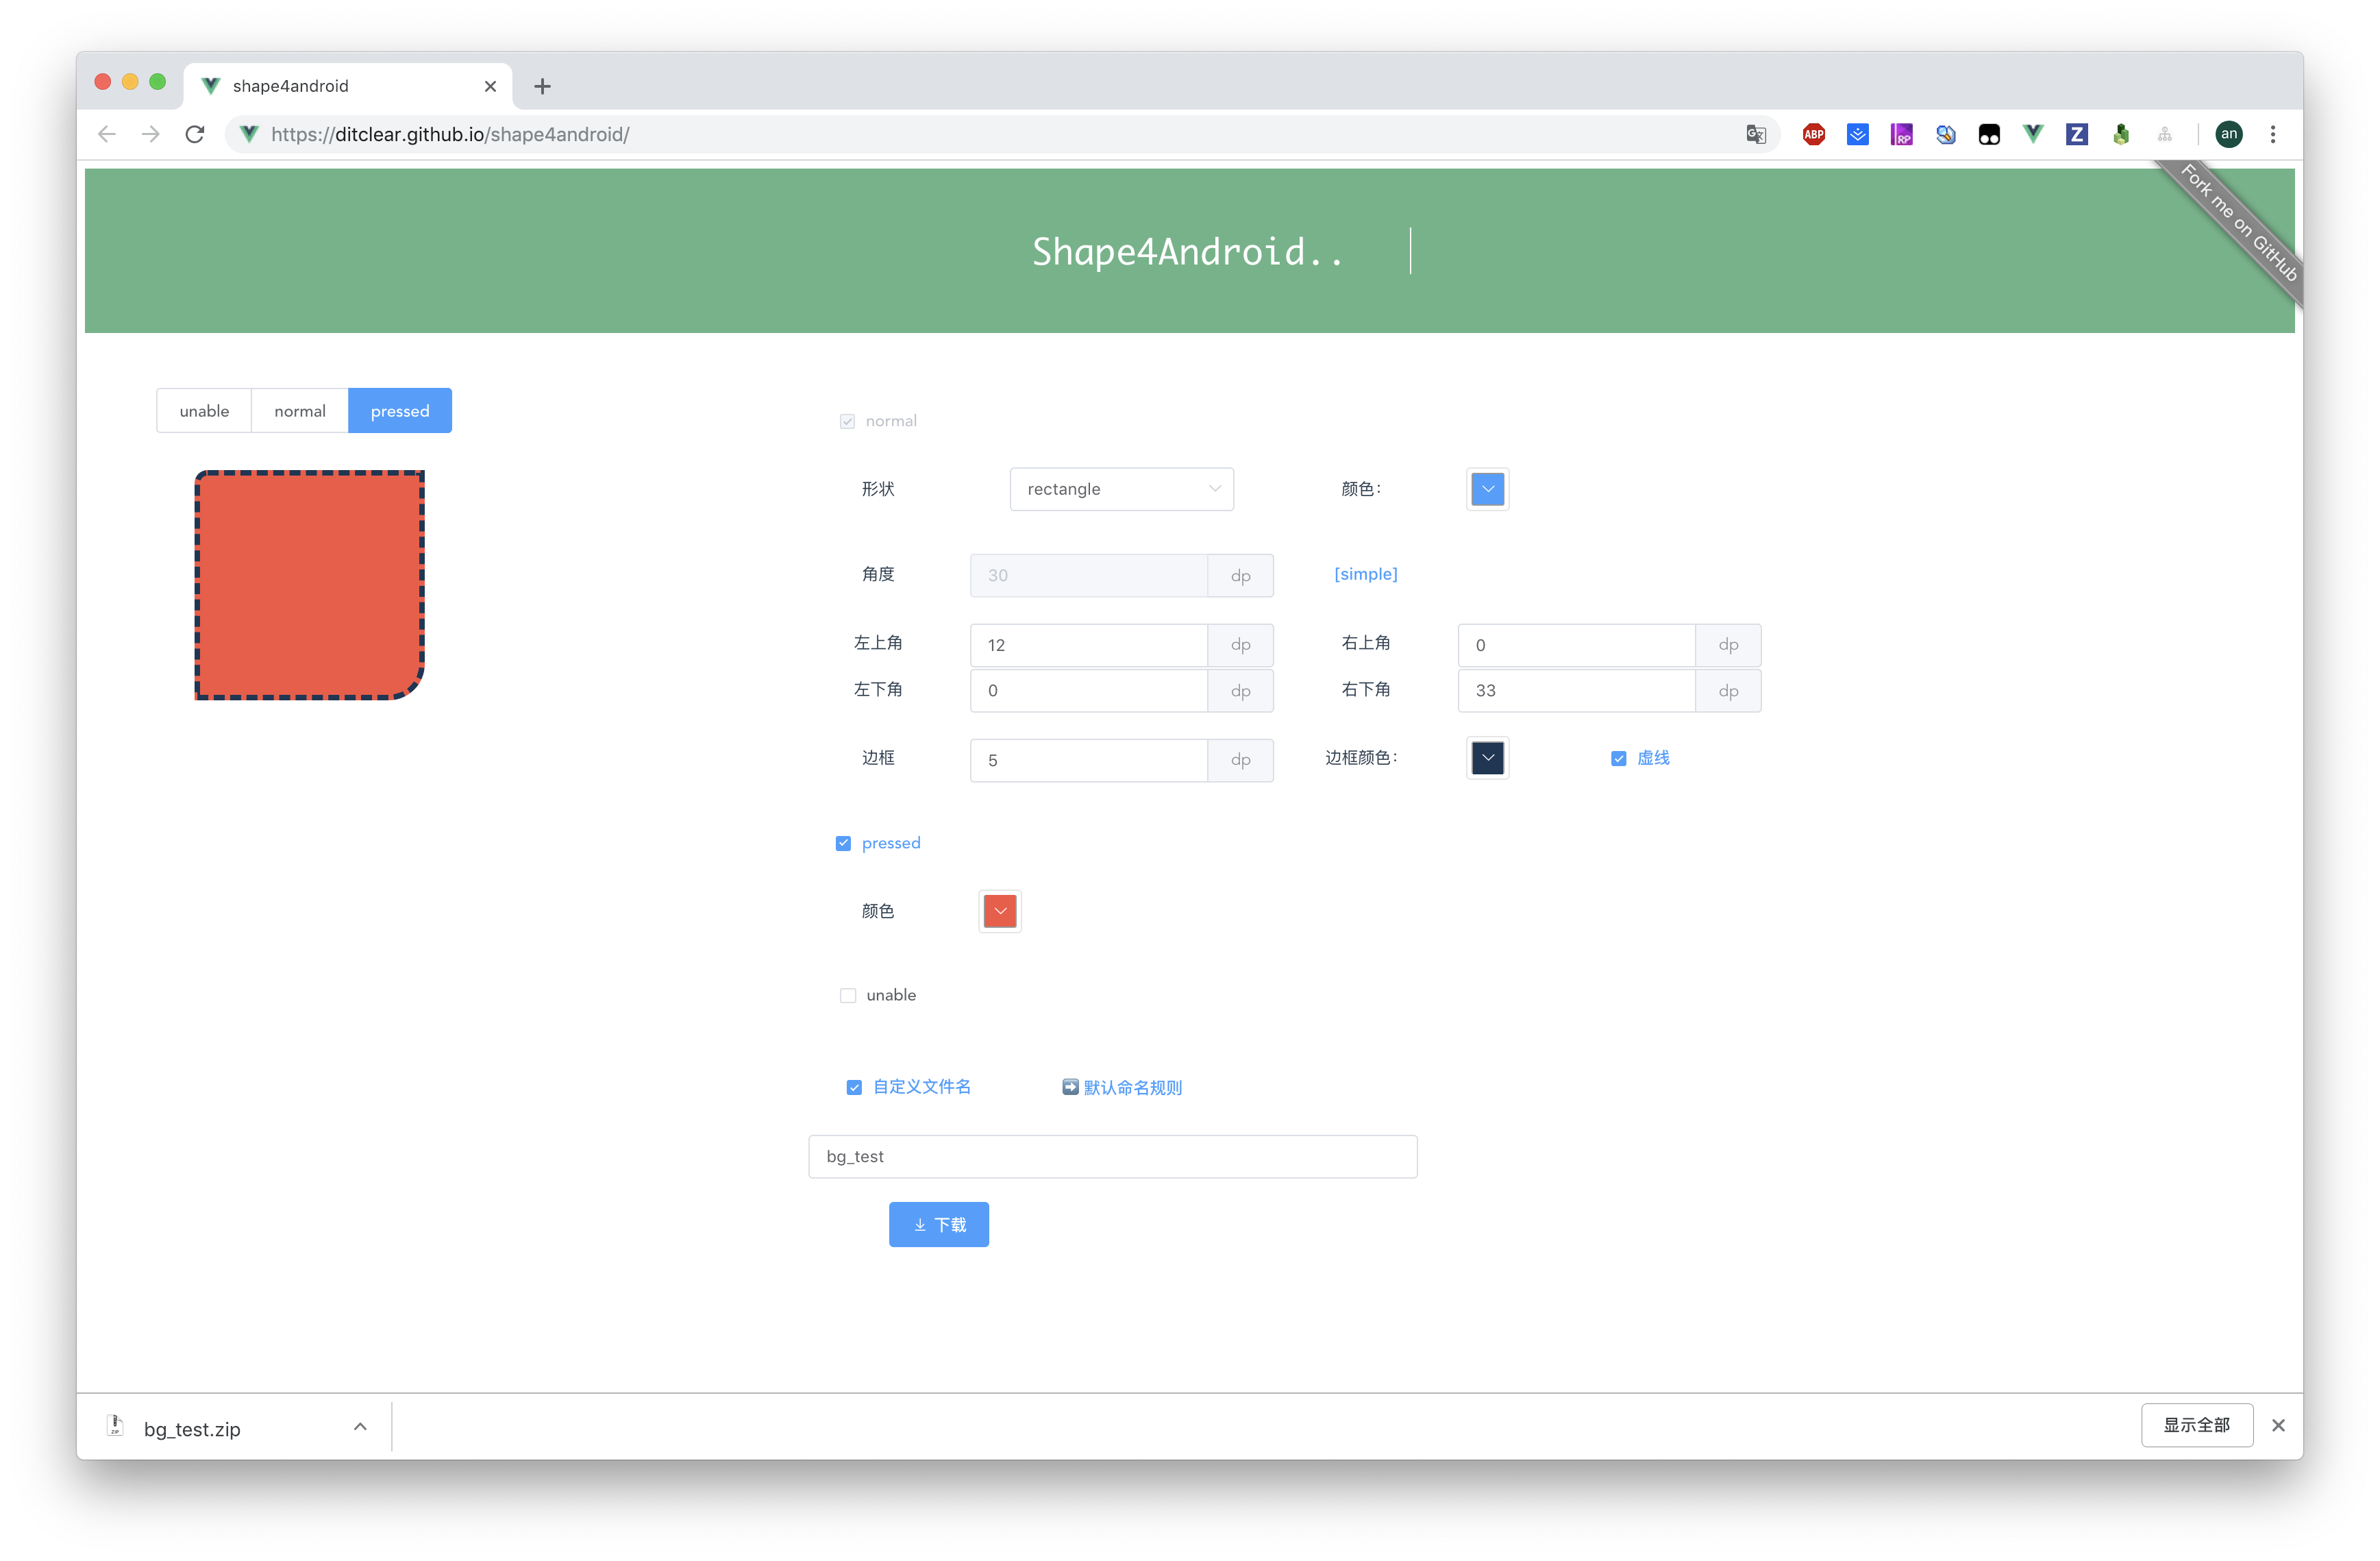 shape4android
https://ditclear.github.io/shape4android/
ABP
RP
Z
an
Fork me on GitHub
Shape4Android..
unable normal pressed
normal
形状 rectangle 颜色：
角度 30 dp [simple]
左上角 12 dp 右上角 0 dp
左下角 0 dp 右下角 33 dp
边框 5 dp 边框颜色： 虚线
pressed
颜色
unable
自定义文件名 默认命名规则
bg_test
下载
ZIP
bg_test.zip
显示全部